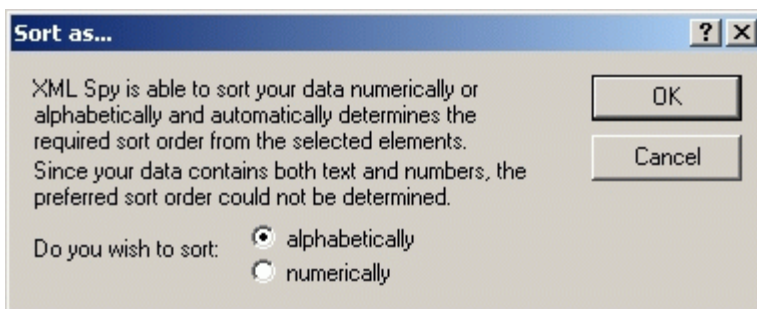 Sort as...
XML Spy is able to sort your data numerically or
alphabetically and automatically determines the
required sort order from the selected elements.
Since your data contains both text and numbers, the
preferred sort order could not be determined.
OK
Cancel
Do you wish to sort:
alphabetically
numerically